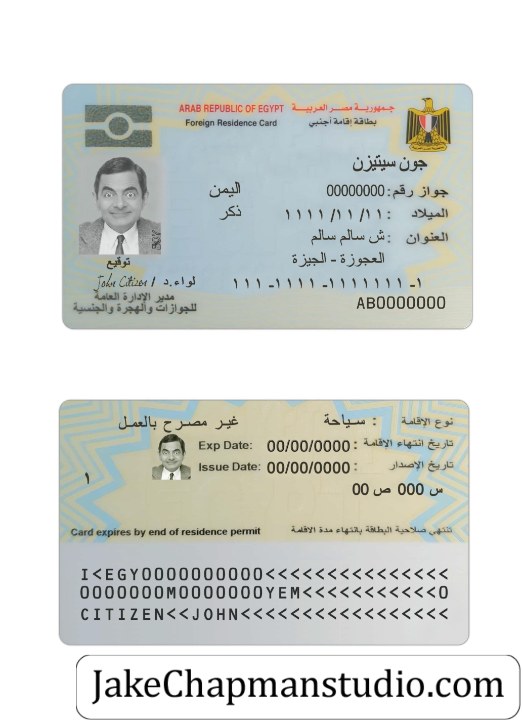 ARAB REPUBLIC OF EGYPT جمهورية مصر العربية
Foreign Residence Card بطاقة إقامة أجنبي
جون سيتيزن
جواز رقم: 00000000 اليمن
الميلاد : ١١١١/١١/١١ ذكر
العنوان : ش سالم سالم
العجوزة - الجيزة
توقيع
John Citizen
لواء.د /
مدير الإدارة العامة
للجوازات والهجرة والجنسية
١- ١١١١١١١- ١١١١- ١١١
AB0000000
نوع الاقامة : سياحة غير مصرح بالعمل
تاريخ إنتهاء الاقامة : 00/00/0000 Exp Date:
تاريخ الإصدار : 00/00/0000 Issue Date:
١
س 000 ص 00
Card expires by end of residence permit تنتهي صلاحية البطاقة بانتهاء مدة الاقامة
I<EGY0000000000<<<<<<<<<<<<<<<
0000000M0000000YEM<<<<<<<<<<<0
CITIZEN<<JOHN<<<<<<<<<<<<<<<<<
JakeChapmanstudio.com